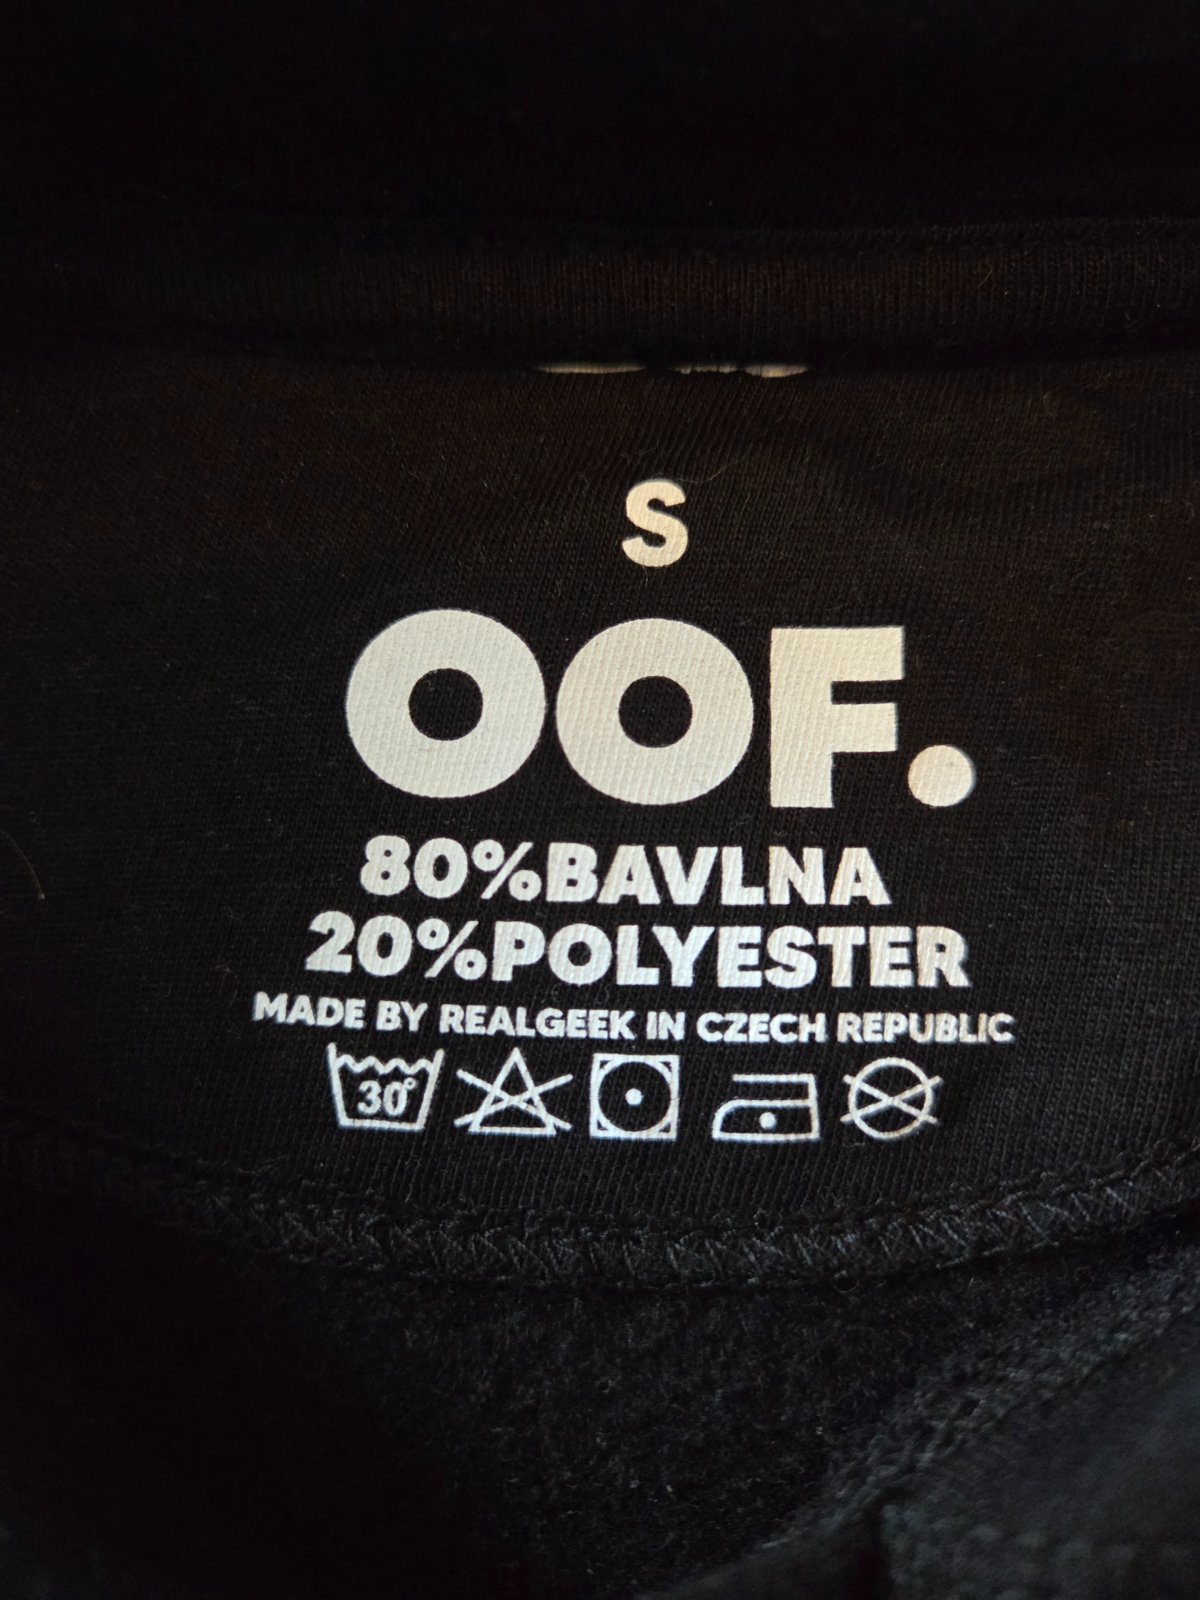 S
OOF.
80%BAVLNA
20%POLYESTER
MADE BY REALGEEK IN CZECH REPUBLIC
30°